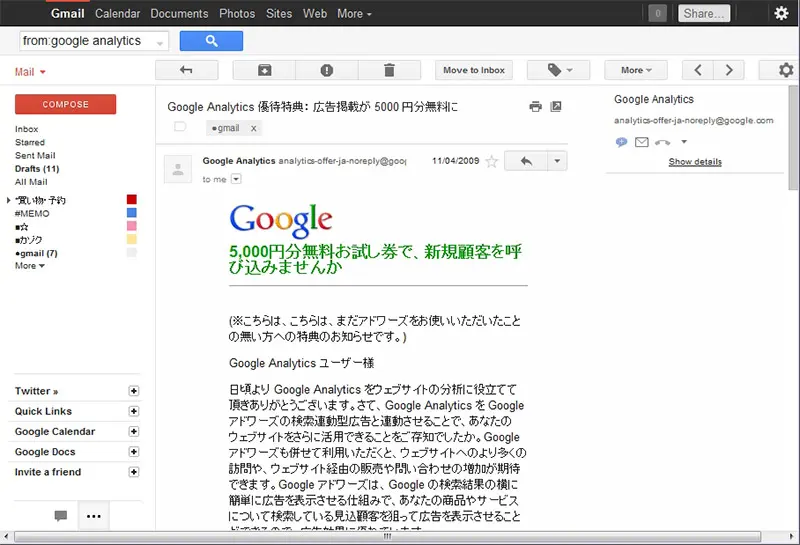 Gmail Calendar Documents Photos Sites Web More
0 Share…
from:google analytics
Mail
Move to Inbox
More
COMPOSE
Inbox
Starred
Sent Mail
Drafts (11)
All Mail
*買い物・予約
#MEMO
■☆
■カゾク
●gmail (7)
More
Twitter »
Quick Links
Google Calendar
Google Docs
Invite a friend
Google Analytics 優待特典: 広告掲載が 5000 円分無料に
●gmail x
Google Analytics analytics-offer-ja-noreply@goog 11/04/2009
to me
Google
5,000円分無料お試し券で、新規顧客を呼
び込みませんか
(※こちらは、こちらは、まだアドワーズをお使いいただいたこと
の無い方への特典のお知らせです。)
Google Analytics ユーザー様
日頃より Google Analytics をウェブサイトの分析に役立てて
頂きありがとうございます。さて、Google Analytics を Google
アドワーズの検索連動型広告と連動させることで、あなたの
ウェブサイトをさらに活用できることをご存知でしたか。Google
アドワーズも併せて利用いただくと、ウェブサイトへのより多くの
訪問や、ウェブサイト経由の販売や問い合わせの増加が期待
できます。Google アドワーズは、Google の検索結果の横に
簡単に広告を表示させる仕組みで、あなたの商品やサービス
について検索している見込顧客を狙って広告を表示させること
Google Analytics
analytics-offer-ja-noreply@google.com
Show details